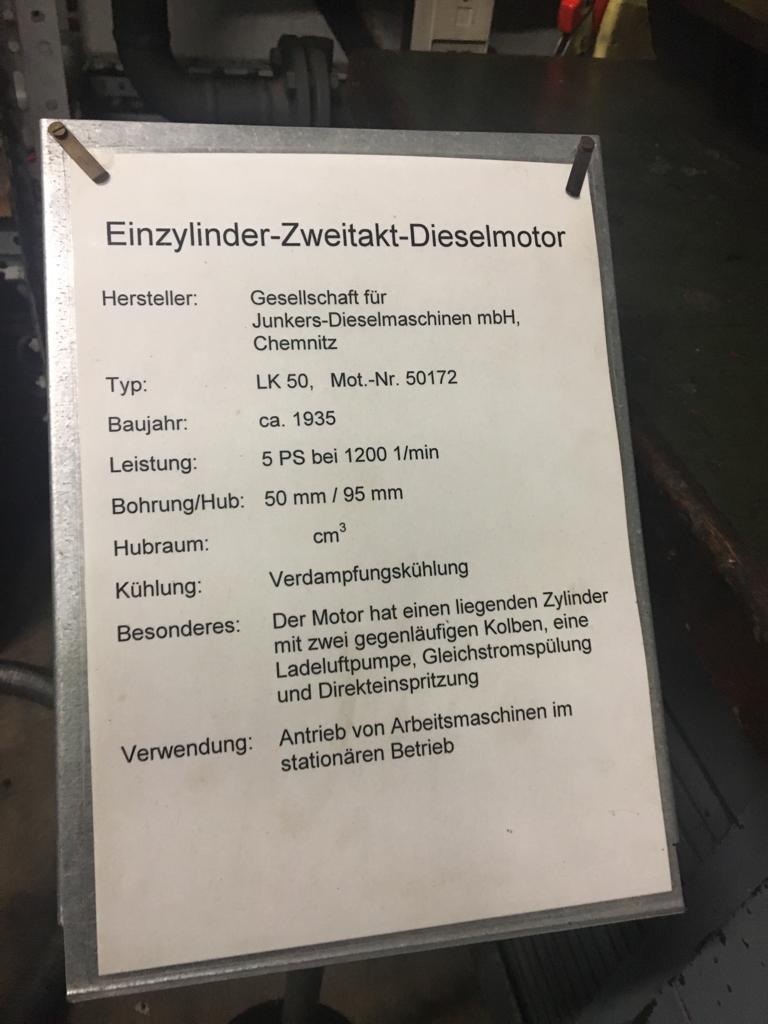 Einzylinder-Zweitakt-Dieselmotor
Hersteller: Gesellschaft für
Junkers-Dieselmaschinen mbH,
Chemnitz
Typ: LK 50, Mot.-Nr. 50172
Baujahr: ca. 1935
Leistung: 5 PS bei 1200 1/min
Bohrung/Hub: 50 mm / 95 mm
Hubraum: cm³
Kühlung: Verdampfungskühlung
Besonderes: Der Motor hat einen liegenden Zylinder
mit zwei gegenläufigen Kolben, eine
Ladeluftpumpe, Gleichstromspülung
und Direkteinspritzung
Verwendung: Antrieb von Arbeitsmaschinen im
stationären Betrieb